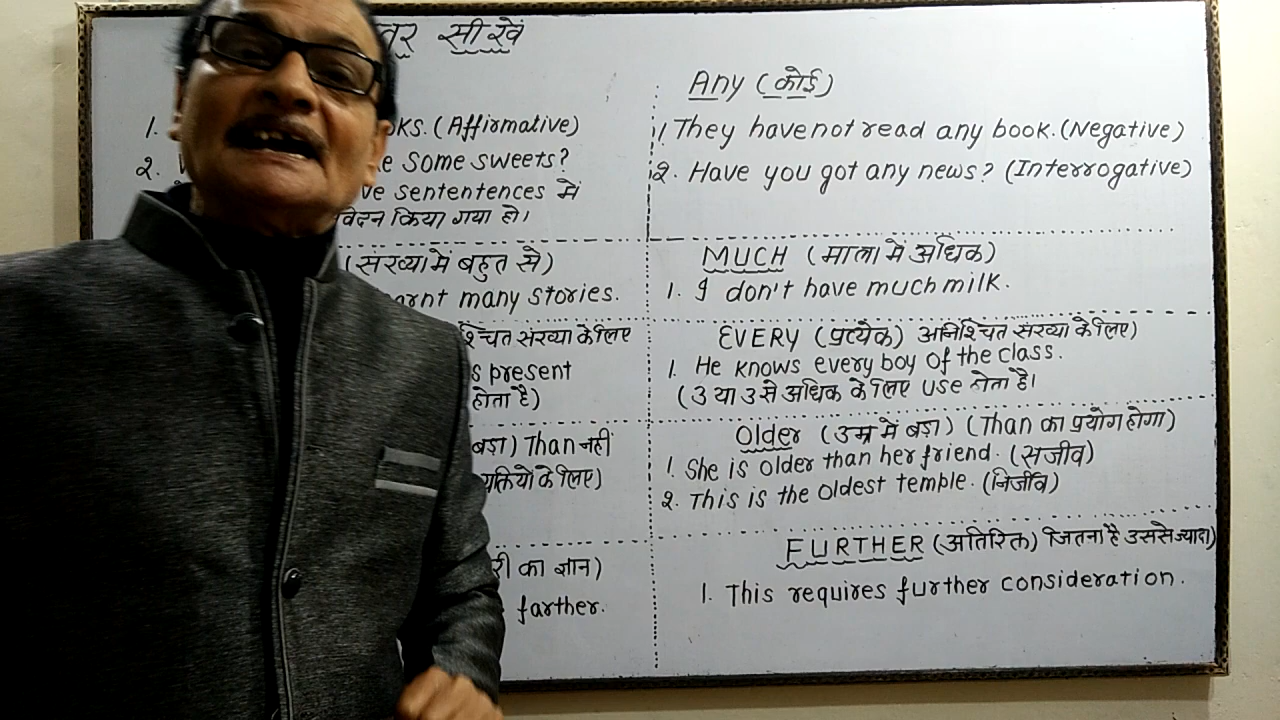 सीखें
1. (Affirmative)
2. some sweets?
sententences में
किया गया हो।
(संख्या में बहुत से)
many stories.
संख्या के लिए
present
होता है)
बड़ा) Than नहीं
के लिए)
का ज्ञान)
farther.
Any (कोई)
1. They have not read any book. (Negative)
2. Have you got any news? (Interrogative)
MUCH (मात्रा में अधिक)
1. I don't have much milk.
EVERY (प्रत्येक) अनिश्चित संख्या के लिए)
1. He knows every boy of the class.
(3 या 3 से अधिक के लिए use होता है।
Older (उम्र में बड़ा) (Than का प्रयोग होगा)
1. She is older than her friend. (सजीव)
2. This is the oldest temple. (निर्जीव)
FURTHER (अतिरिक्त) जितना है उससे ज्यादा)
1. This requires further consideration.